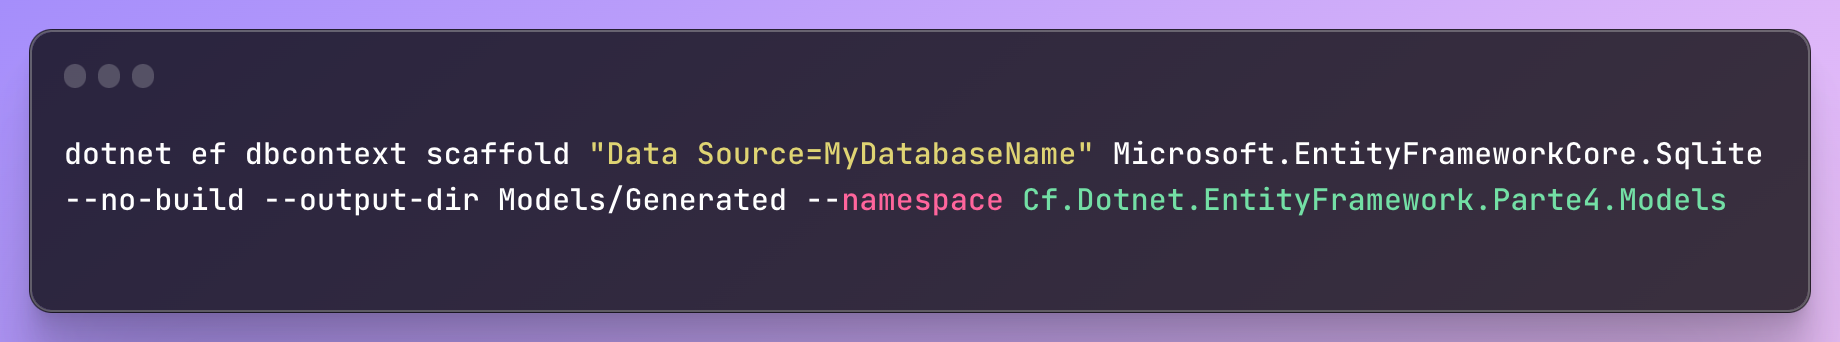 dotnet ef dbcontext scaffold "Data Source=MyDatabaseName" Microsoft.EntityFrameworkCore.Sqlite
--no-build --output-dir Models/Generated --namespace Cf.Dotnet.EntityFramework.Parte4.Models